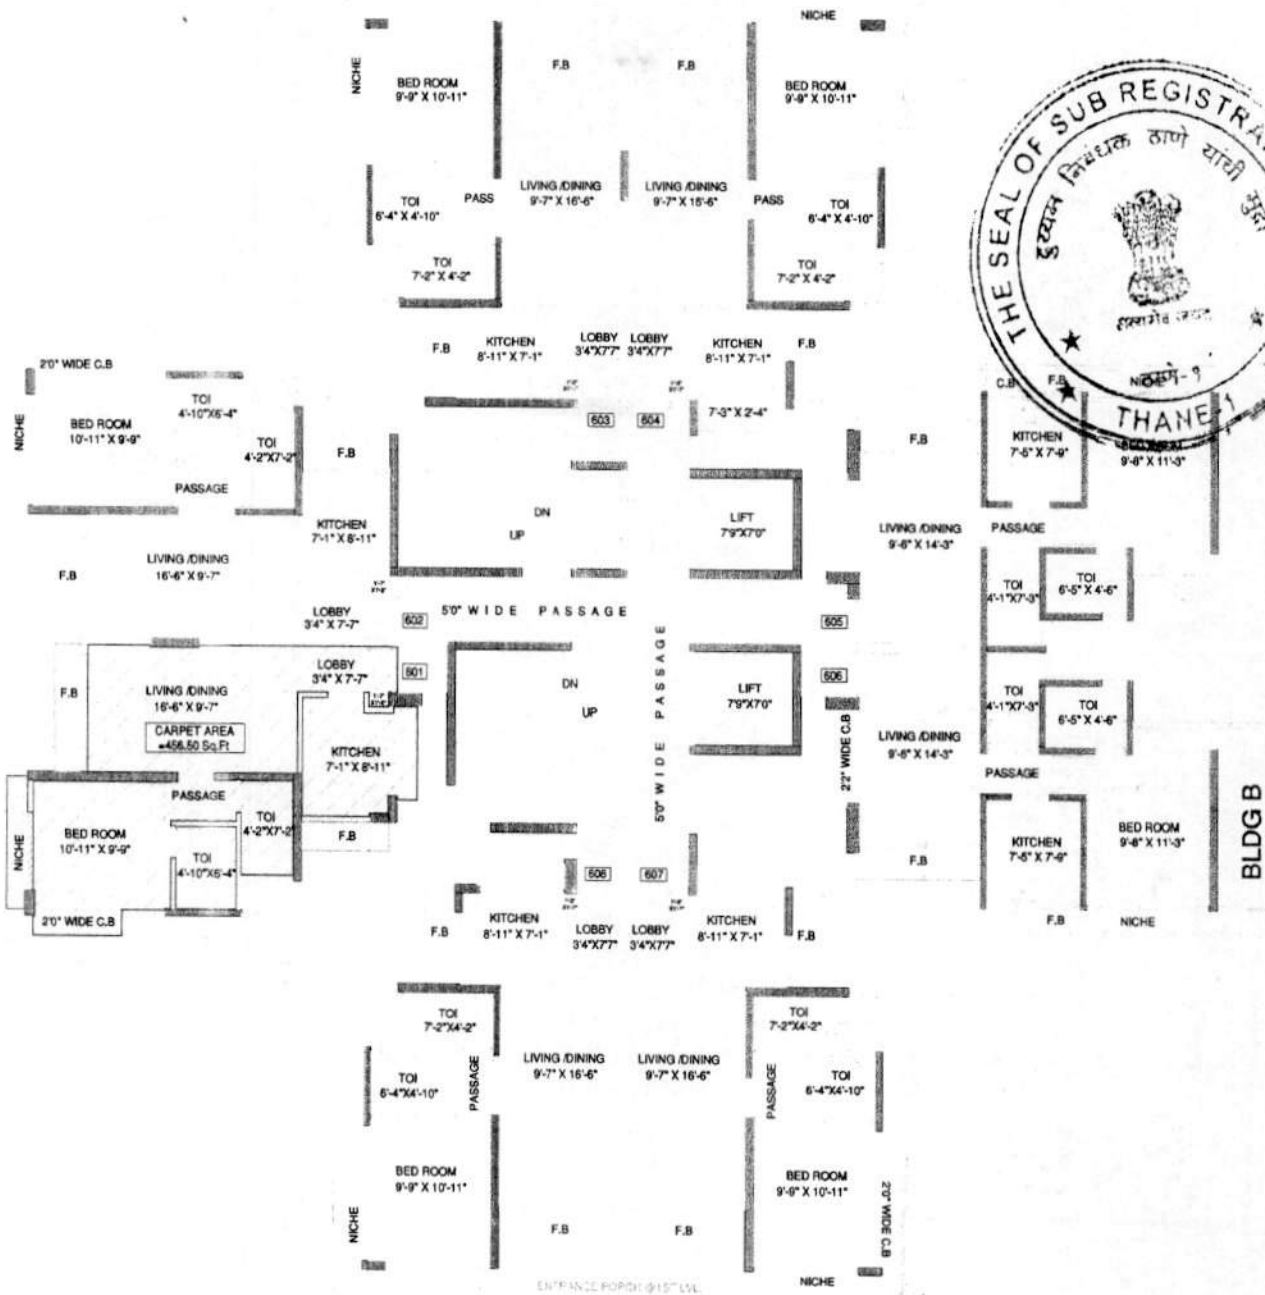 NICHE
NICHE
BED ROOM
9'-9" X 10'-11"
F.B
F.B
BED ROOM
9'-9" X 10'-11"
TOI
6'-4" X 4'-10"
PASS
LIVING /DINING
9'-7" X 16'-6"
LIVING /DINING
9'-7" X 16'-6"
PASS
TOI
6'-4" X 4'-10"
TOI
7'-2" X 4'-2"
TOI
7'-2" X 4'-2"
F.B
KITCHEN
8'-11" X 7'-1"
LOBBY
3'4"X7'7"
LOBBY
3'4"X7'7"
KITCHEN
8'-11" X 7'-1"
F.B
603
604
7'-3" X 2'-4"
THE SEAL OF SUB REGISTRA
दुय्यम निबंधक ठाणे यांची मुद्रा
ठाणे-१
THANE-1
2'0" WIDE C.B
NICHE
BED ROOM
10'-11" X 9'-9"
TOI
4'-10"X6'-4"
TOI
4'-2"X7'-2"
F.B
PASSAGE
KITCHEN
7'-1" X 8'-11"
LIVING /DINING
16'-6" X 9'-7"
F.B
DN
UP
LIFT
7'9"X7'0"
LOBBY
3'4" X 7'-7"
602
5'0" WIDE PASSAGE
C.B
F.B
NICHE
F.B
KITCHEN
7'-5" X 7'-9"
9'-8" X 11'-3"
LIVING /DINING
9'-6" X 14'-3"
PASSAGE
TOI
4'-1"X7'-3"
TOI
6'-5" X 4'-6"
605
606
LOBBY
3'4" X 7'-7"
601
F.B
LIVING /DINING
16'-6" X 9'-7"
CARPET AREA
=456.50 Sq.Ft
KITCHEN
7'-1" X 8'-11"
DN
UP
5'0" WIDE PASSAGE
LIFT
7'9"X7'0"
2'2" WIDE C.B
PASSAGE
NICHE
BED ROOM
10'-11" X 9'-9"
TOI
4'-2"X7'-2"
TOI
4'-10"X6'-4"
F.B
2'0" WIDE C.B
TOI
4'-1"X7'-3"
TOI
6'-5" X 4'-6"
LIVING /DINING
9'-6" X 14'-3"
PASSAGE
KITCHEN
7'-5" X 7'-9"
BED ROOM
9'-8" X 11'-3"
F.B
F.B
NICHE
BLDG B
608
607
F.B
KITCHEN
8'-11" X 7'-1"
LOBBY
3'4"X7'7"
LOBBY
3'4"X7'7"
KITCHEN
8'-11" X 7'-1"
F.B
TOI
7'-2"X4'-2"
TOI
7'-2"X4'-2"
TOI
6'-4"X4'-10"
PASSAGE
LIVING /DINING
9'-7" X 16'-6"
LIVING /DINING
9'-7" X 16'-6"
PASSAGE
TOI
6'-4"X4'-10"
BED ROOM
9'-9" X 10'-11"
BED ROOM
9'-9" X 10'-11"
NICHE
F.B
F.B
2'0" WIDE C.B
NICHE
ENTRANCE PORCH @1ST LVL.